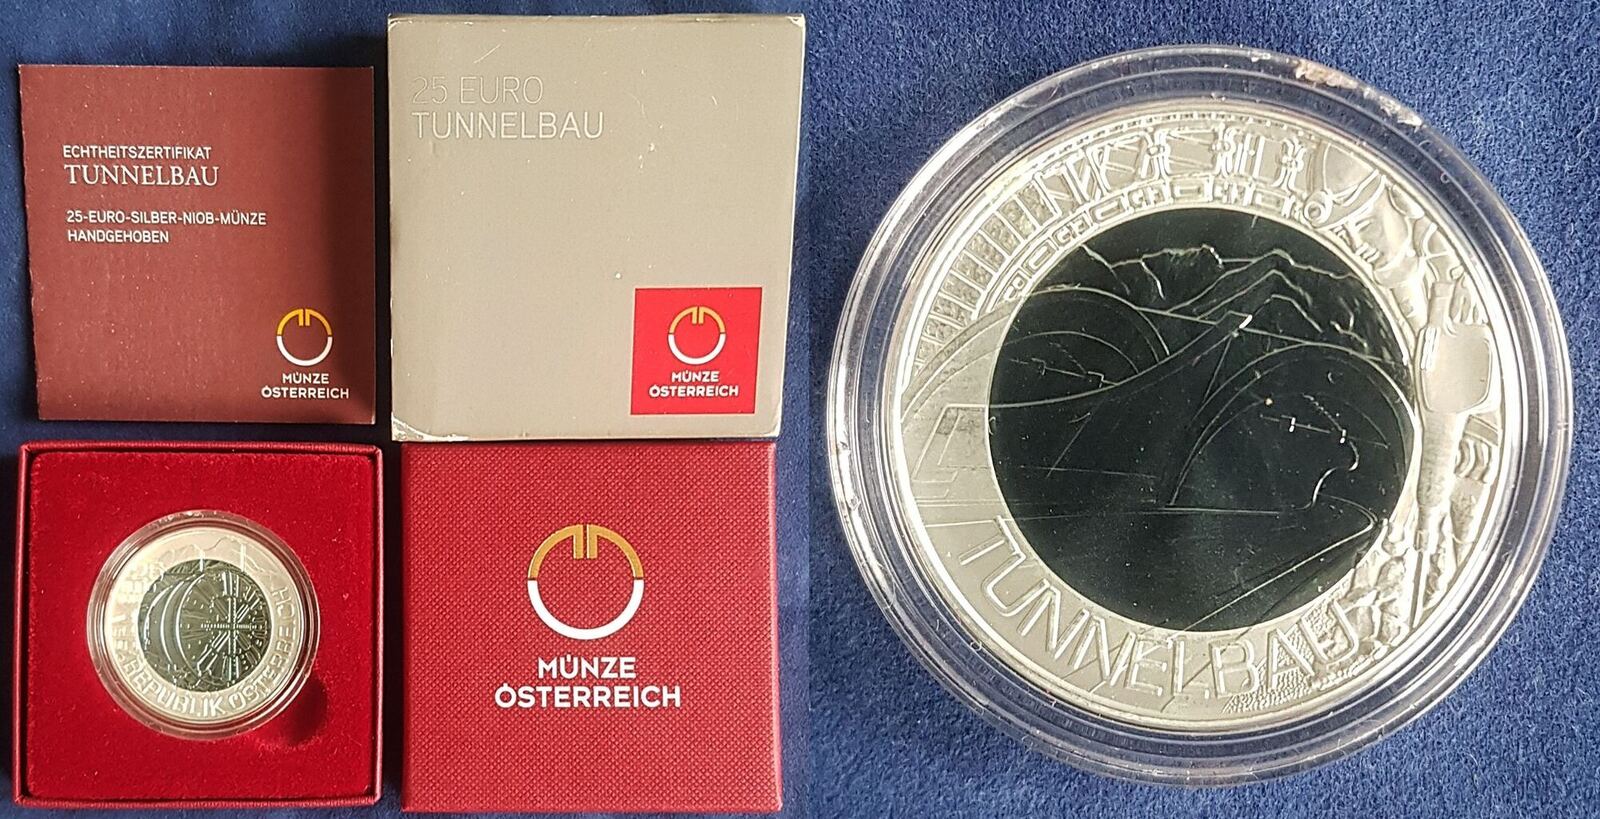 ECHTHEITSZERTIFIKAT
TUNNELBAU
25-EURO-SILBER-NIOB-MÜNZE
HANDGEHOBEN
MÜNZE
ÖSTERREICH
25 EURO
TUNNELBAU
MÜNZE
ÖSTERREICH
REPUBLIK ÖSTERREICH
MÜNZE
ÖSTERREICH
TUNNELBAU